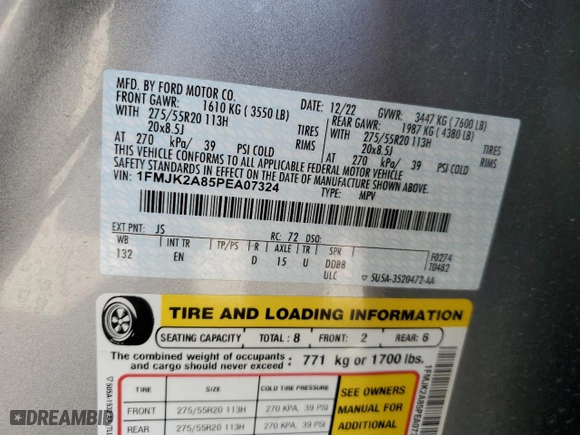 MFD. BY FORD MOTOR CO.
DATE: 12/22 GVWR: 3447 KG ( 7600 LB)
FRONT GAWR: 1610 KG ( 3550 LB) REAR GAWR: 1987 KG ( 4380 LB)
WITH 275/55R20 113H TIRES WITH 275/55R20 113H TIRES
20x8.5J 20x8.5J
AT 270 kPa/ 39 PSI COLD AT 270 kPa/ 39 PSI COLD
THIS VEHICLE CONFORMS TO ALL APPLICABLE FEDERAL MOTOR VEHICLE
SAFETY STANDARDS IN EFFECT ON THE DATE OF MANUFACTURE SHOWN ABOVE.
VIN: 1FMJK2A85PEA07324
TYPE: MPV
EXT PNT: JS RC: 72 DSO:
WB INT TR TP/PS R AXLE TR SPR F0274
132 EN D 15 U DDBB T0482
ULC 5U5A-3520472-AA
TIRE AND LOADING INFORMATION
SEATING CAPACITY TOTAL: 8 FRONT: 2 REAR: 6
The combined weight of occupants and cargo should never exceed: 771 kg or 1700 lbs.
TIRE SIZE COLD TIRE PRESSURE
FRONT 275/55R20 113H 270 KPA, 39 PSI
REAR 275/55R20 113H 270 KPA, 39 PSI
SEE OWNERS
MANUAL FOR
ADDITIONAL
DREAMBID